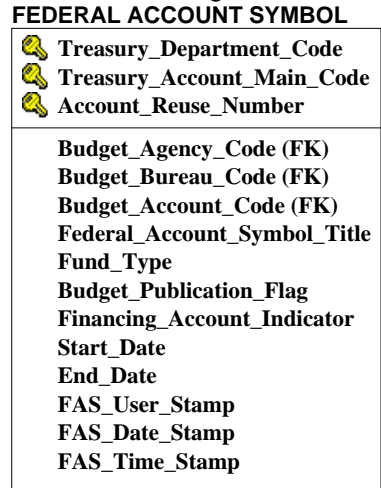 FEDERAL ACCOUNT SYMBOL
Treasury_Department_Code
Treasury_Account_Main_Code
Account_Reuse_Number
Budget_Agency_Code (FK)
Budget_Bureau_Code (FK)
Budget_Account_Code (FK)
Federal_Account_Symbol_Title
Fund_Type
Budget_Publication_Flag
Financing_Account_Indicator
Start_Date
End_Date
FAS_User_Stamp
FAS_Date_Stamp
FAS_Time_Stamp